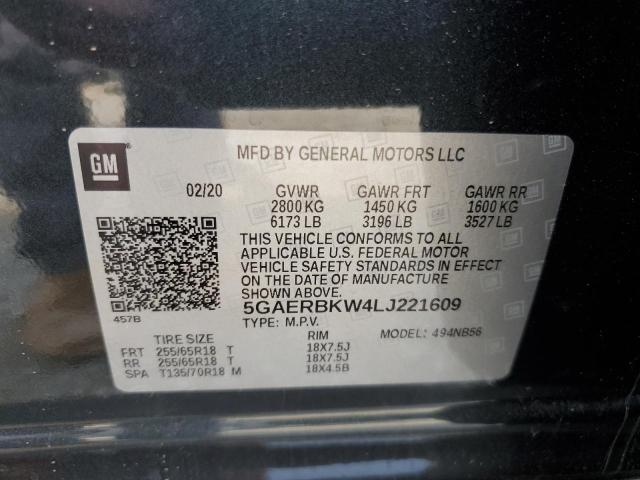 GM
MFD BY GENERAL MOTORS LLC
02/20 GVWR GAWR FRT GAWR RR
2800 KG 1450 KG 1600 KG
6173 LB 3196 LB 3527 LB
THIS VEHICLE CONFORMS TO ALL
APPLICABLE U.S. FEDERAL MOTOR
VEHICLE SAFETY STANDARDS IN EFFECT
ON THE DATE OF MANUFACTURE
SHOWN ABOVE.
5GAERBKW4LJ221609
457B
TYPE: M.P.V. MODEL: 494NB56
TIRE SIZE RIM
FRT 255/65R18 T 18X7.5J
RR 255/65R18 T 18X7.5J
SPA T135/70R18 M 18X4.5B